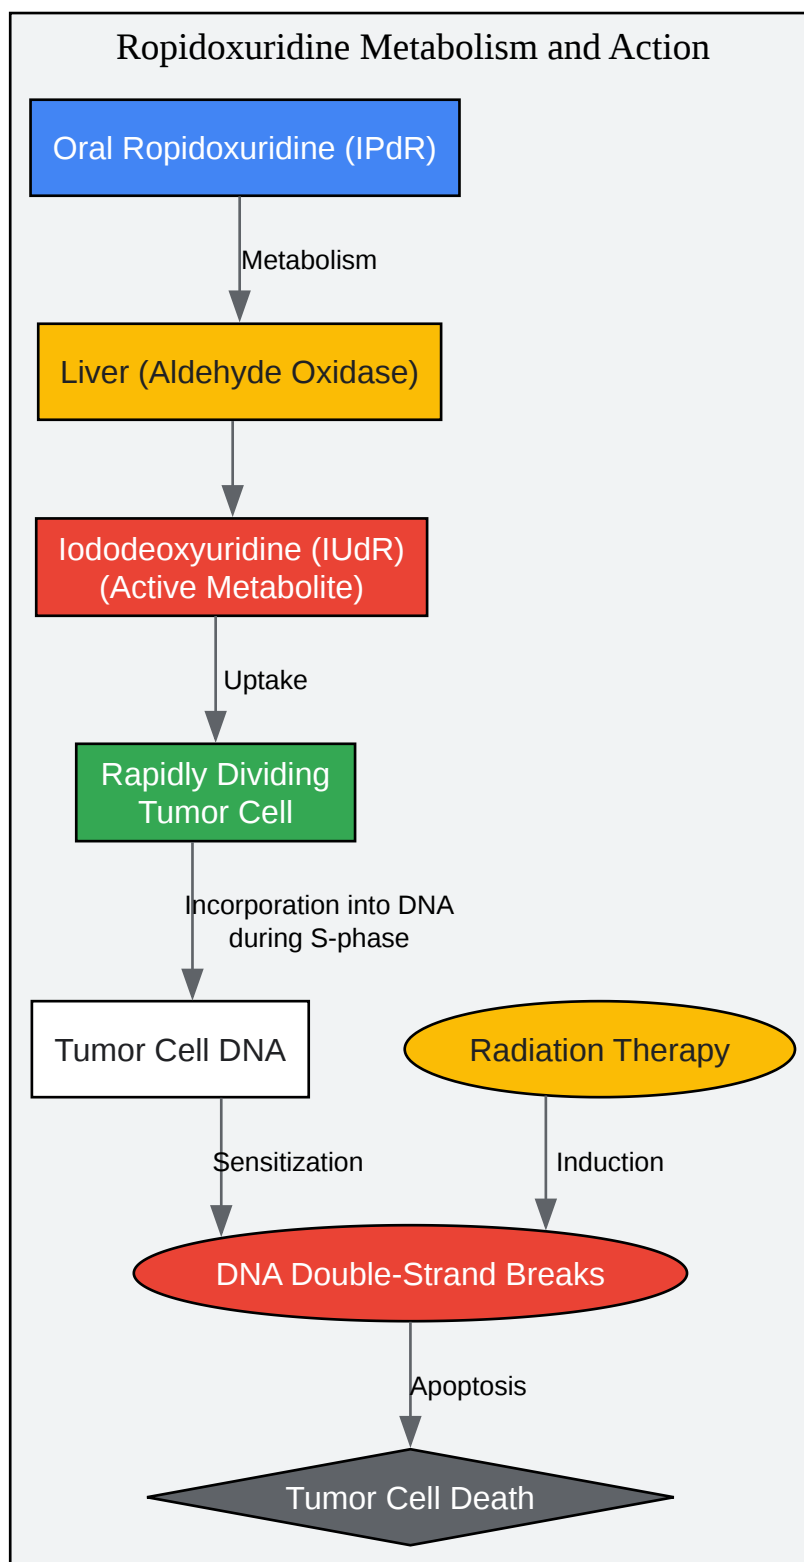 Ropidoxuridine Metabolism and Action
Oral Ropidoxuridine (IPdR)
Metabolism
Liver (Aldehyde Oxidase)
Iododeoxyuridine (IUdR)
(Active Metabolite)
Uptake
Rapidly Dividing
Tumor Cell
Incorporation into DNA
during S-phase
Tumor Cell DNA
Radiation Therapy
Sensitization
Induction
DNA Double-Strand Breaks
Apoptosis
Tumor Cell Death